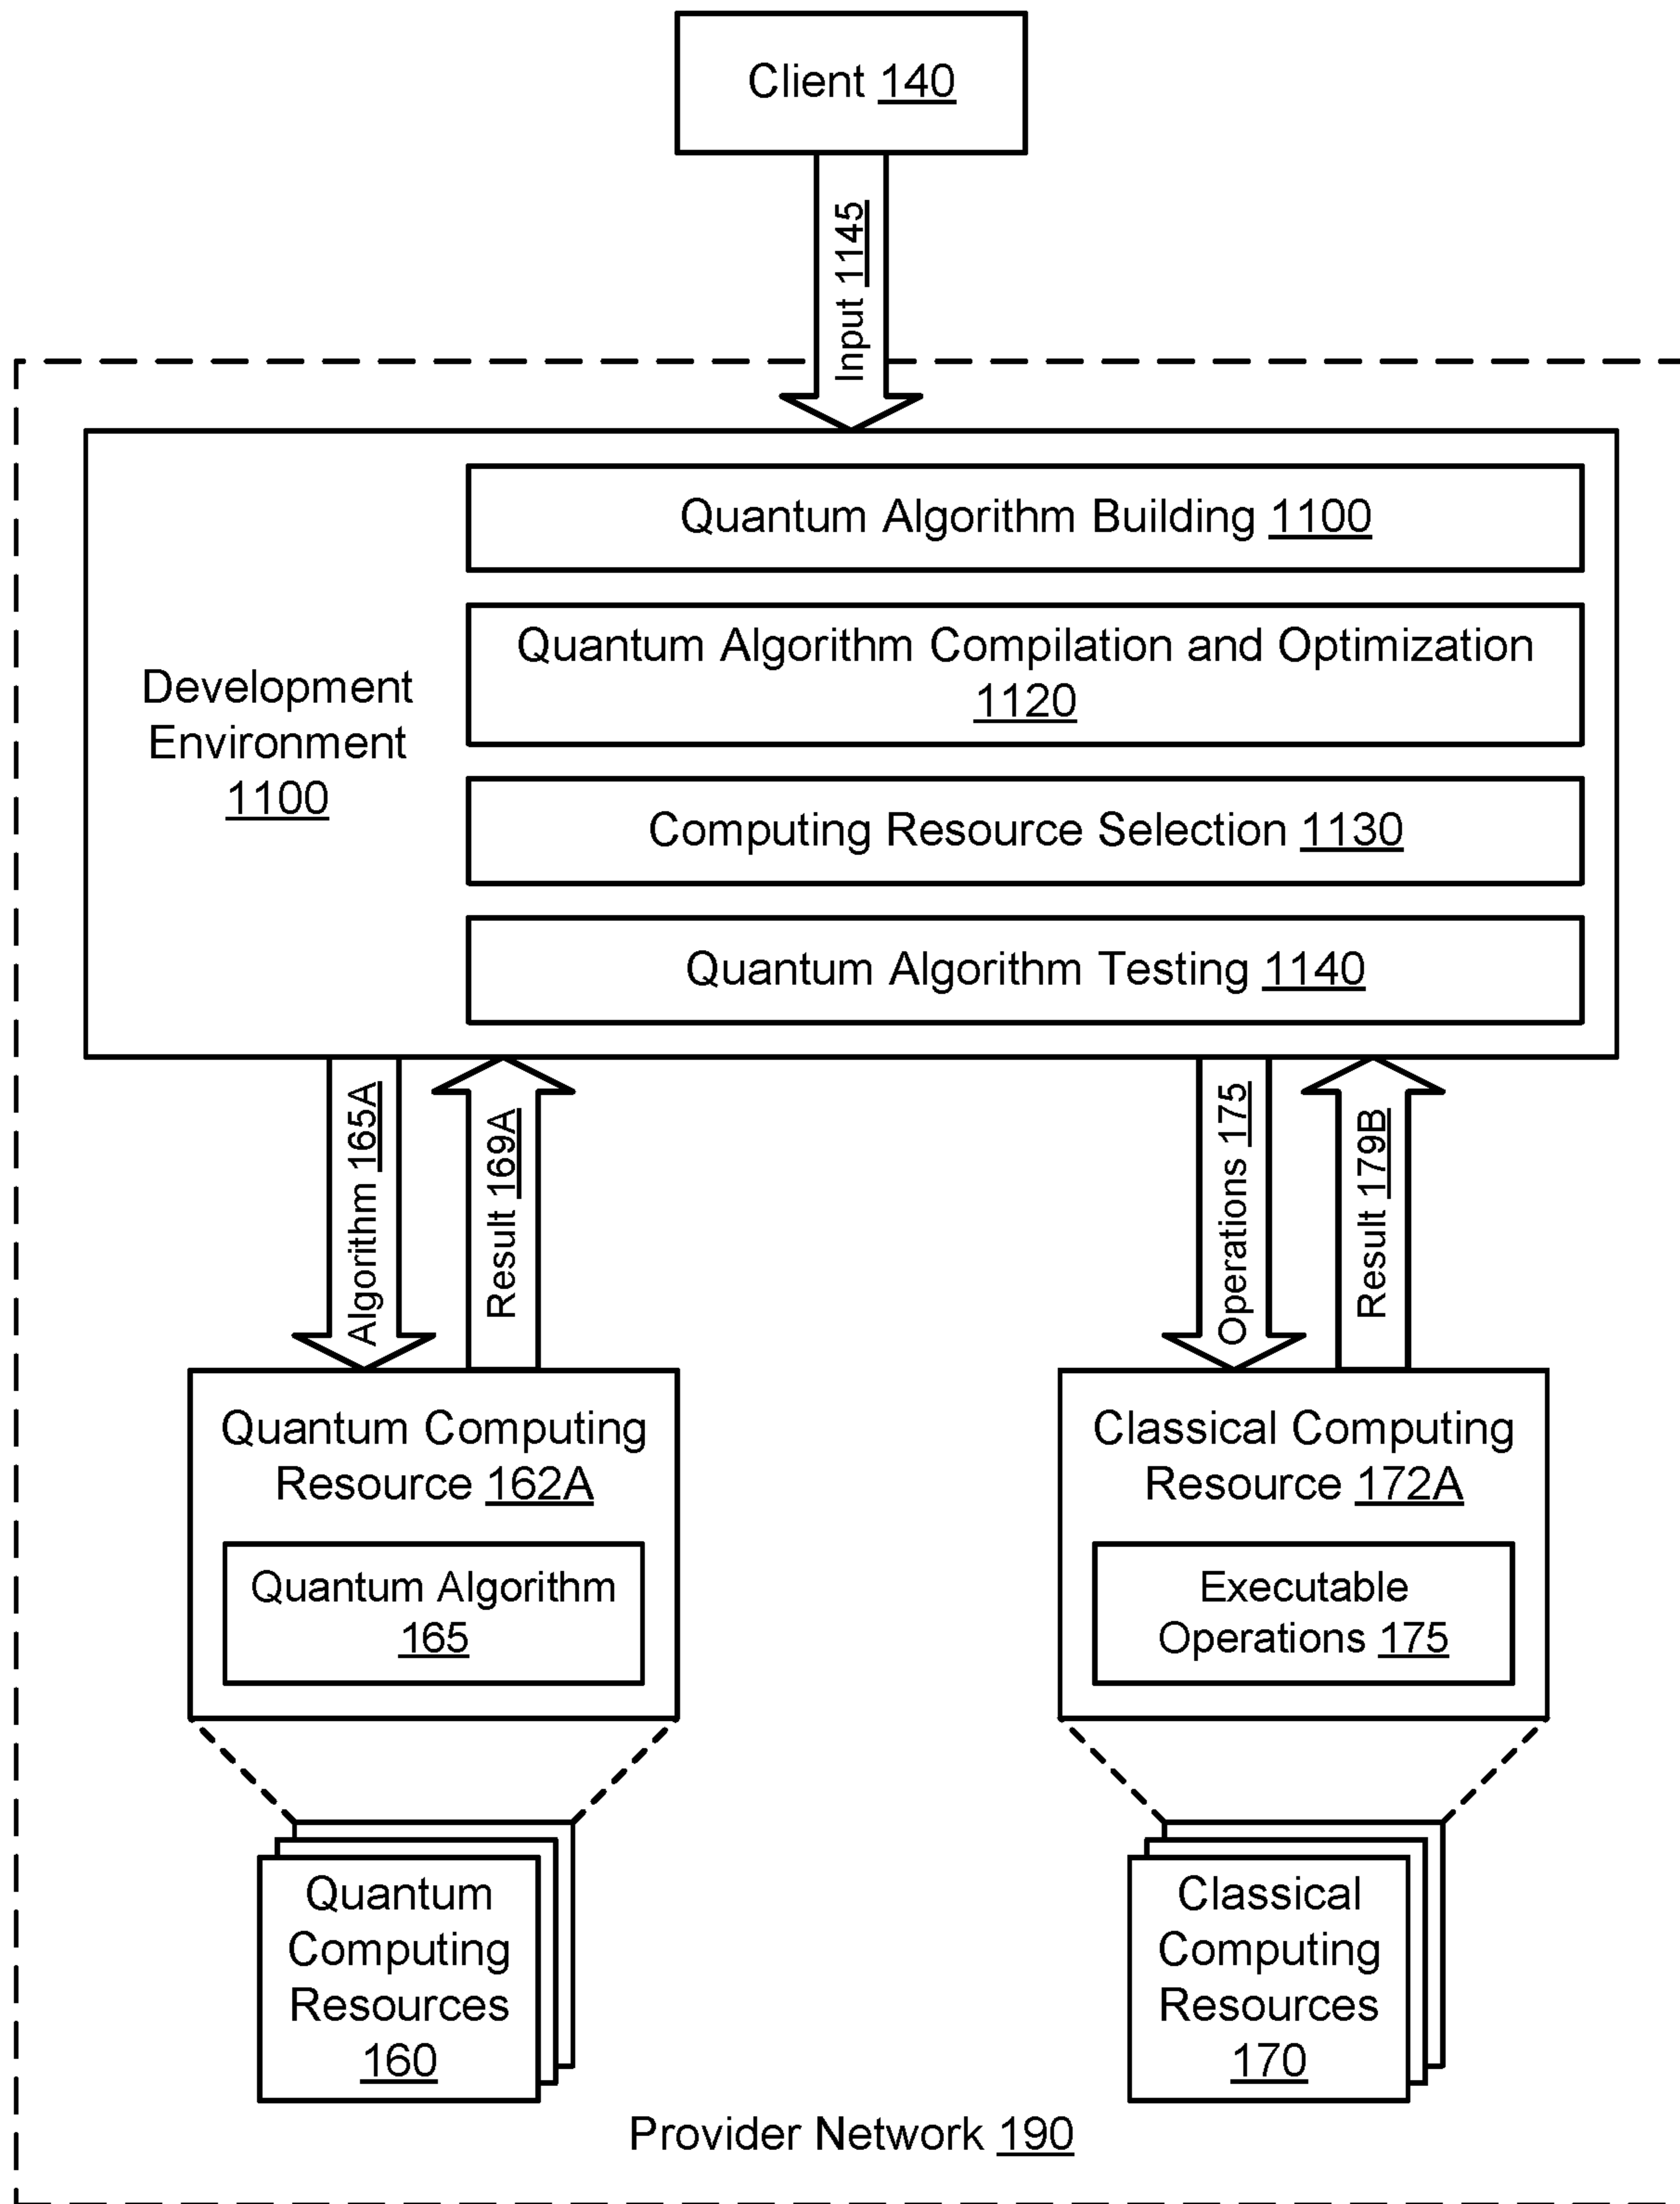 Client 140
Input 1145
Quantum Algorithm Building 1100
Quantum Algorithm Compilation and Optimization
1120
Development
Environment
1100
Computing Resource Selection 1130
Quantum Algorithm Testing 1140
Algorithm 165A
Result 169A
Operations 175
Result 179B
Quantum Computing
Resource 162A
Quantum Algorithm
165
Classical Computing
Resource 172A
Executable
Operations 175
Quantum
Computing
Resources
160
Classical
Computing
Resources
170
Provider Network 190